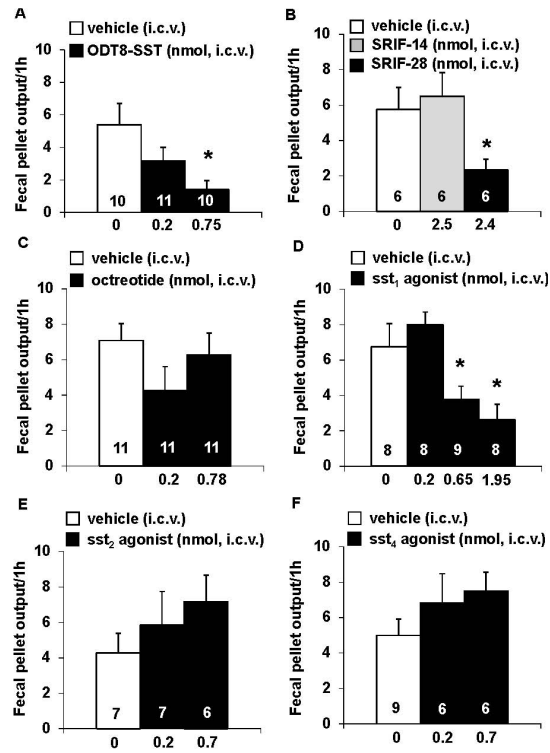 A
vehicle (i.c.v.)
ODT8-SST (nmol, i.c.v.)
Fecal pellet output/1h
10
8
6
4
2
0
*
10 11 10
0 0.2 0.75
B
vehicle (i.c.v.)
SRIF-14 (nmol, i.c.v.)
SRIF-28 (nmol, i.c.v.)
Fecal pellet output/1h
10
8
6
4
2
0
*
6 6 6
0 2.5 2.4
C
vehicle (i.c.v.)
octreotide (nmol, i.c.v.)
Fecal pellet output/1h
10
8
6
4
2
0
11 11 11
0 0.2 0.78
D
vehicle (i.c.v.)
sst₁ agonist (nmol, i.c.v.)
Fecal pellet output/1h
10
8
6
4
2
0
* *
8 8 9 8
0 0.2 0.65 1.95
E
vehicle (i.c.v.)
sst₂ agonist (nmol, i.c.v.)
Fecal pellet output/1h
10
8
6
4
2
0
7 7 6
0 0.2 0.7
F
vehicle (i.c.v.)
sst₄ agonist (nmol, i.c.v.)
Fecal pellet output/1h
10
8
6
4
2
0
9 6 6
0 0.2 0.7